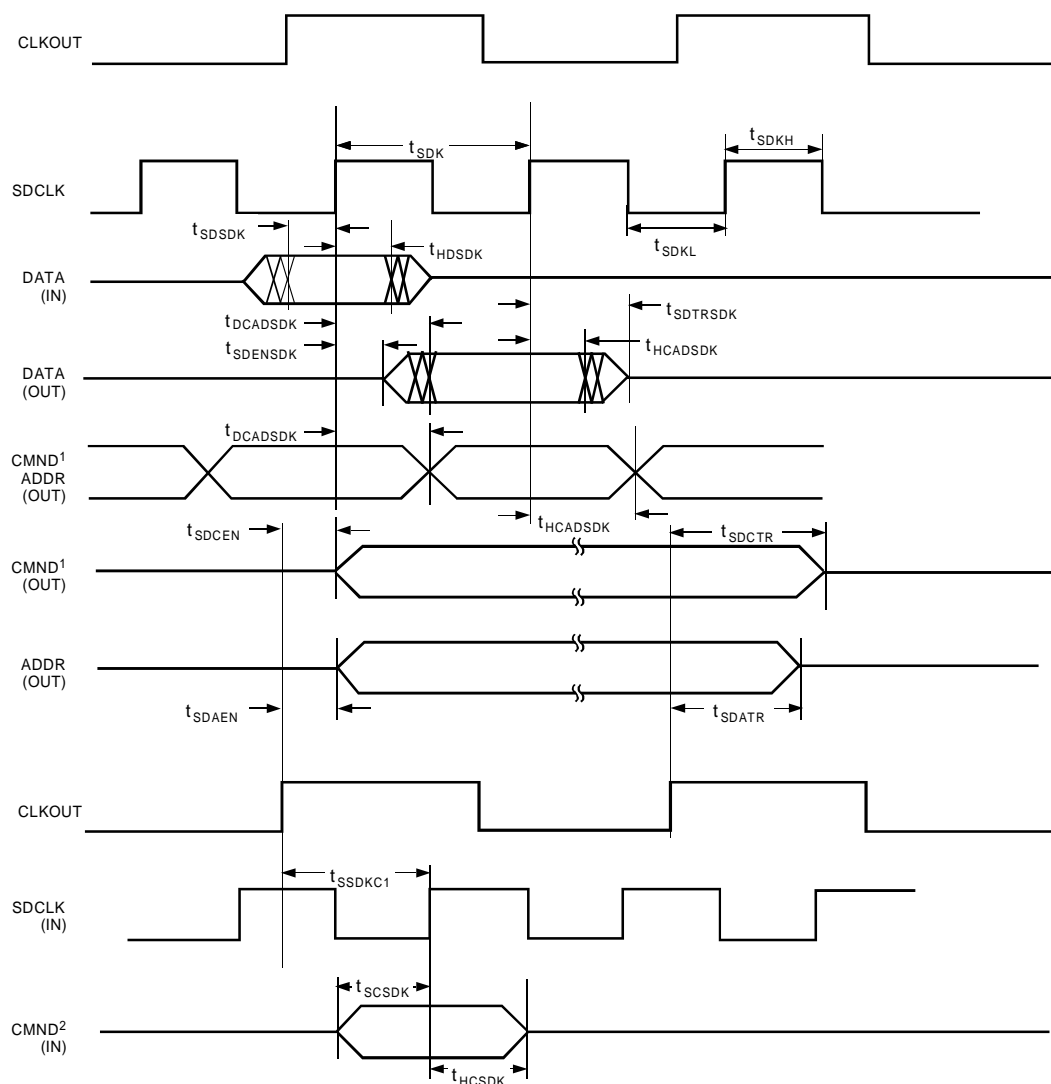 CLKOUT
tSDK
tSDKH
SDCLK
tSDSDK
tHDSDK
tSDKL
DATA
(IN)
tDCADSDK
tSDTRSDK
tSDENSDK
tHCADSDK
DATA
(OUT)
tDCADSDK
CMND1
ADDR
(OUT)
tSDCEN
tHCADSDK
tSDCTR
CMND1
(OUT)
ADDR
(OUT)
tSDAEN
tSDATR
CLKOUT
tSSDKC1
SDCLK
(IN)
tSCSDK
CMND2
(IN)
tHCSDK